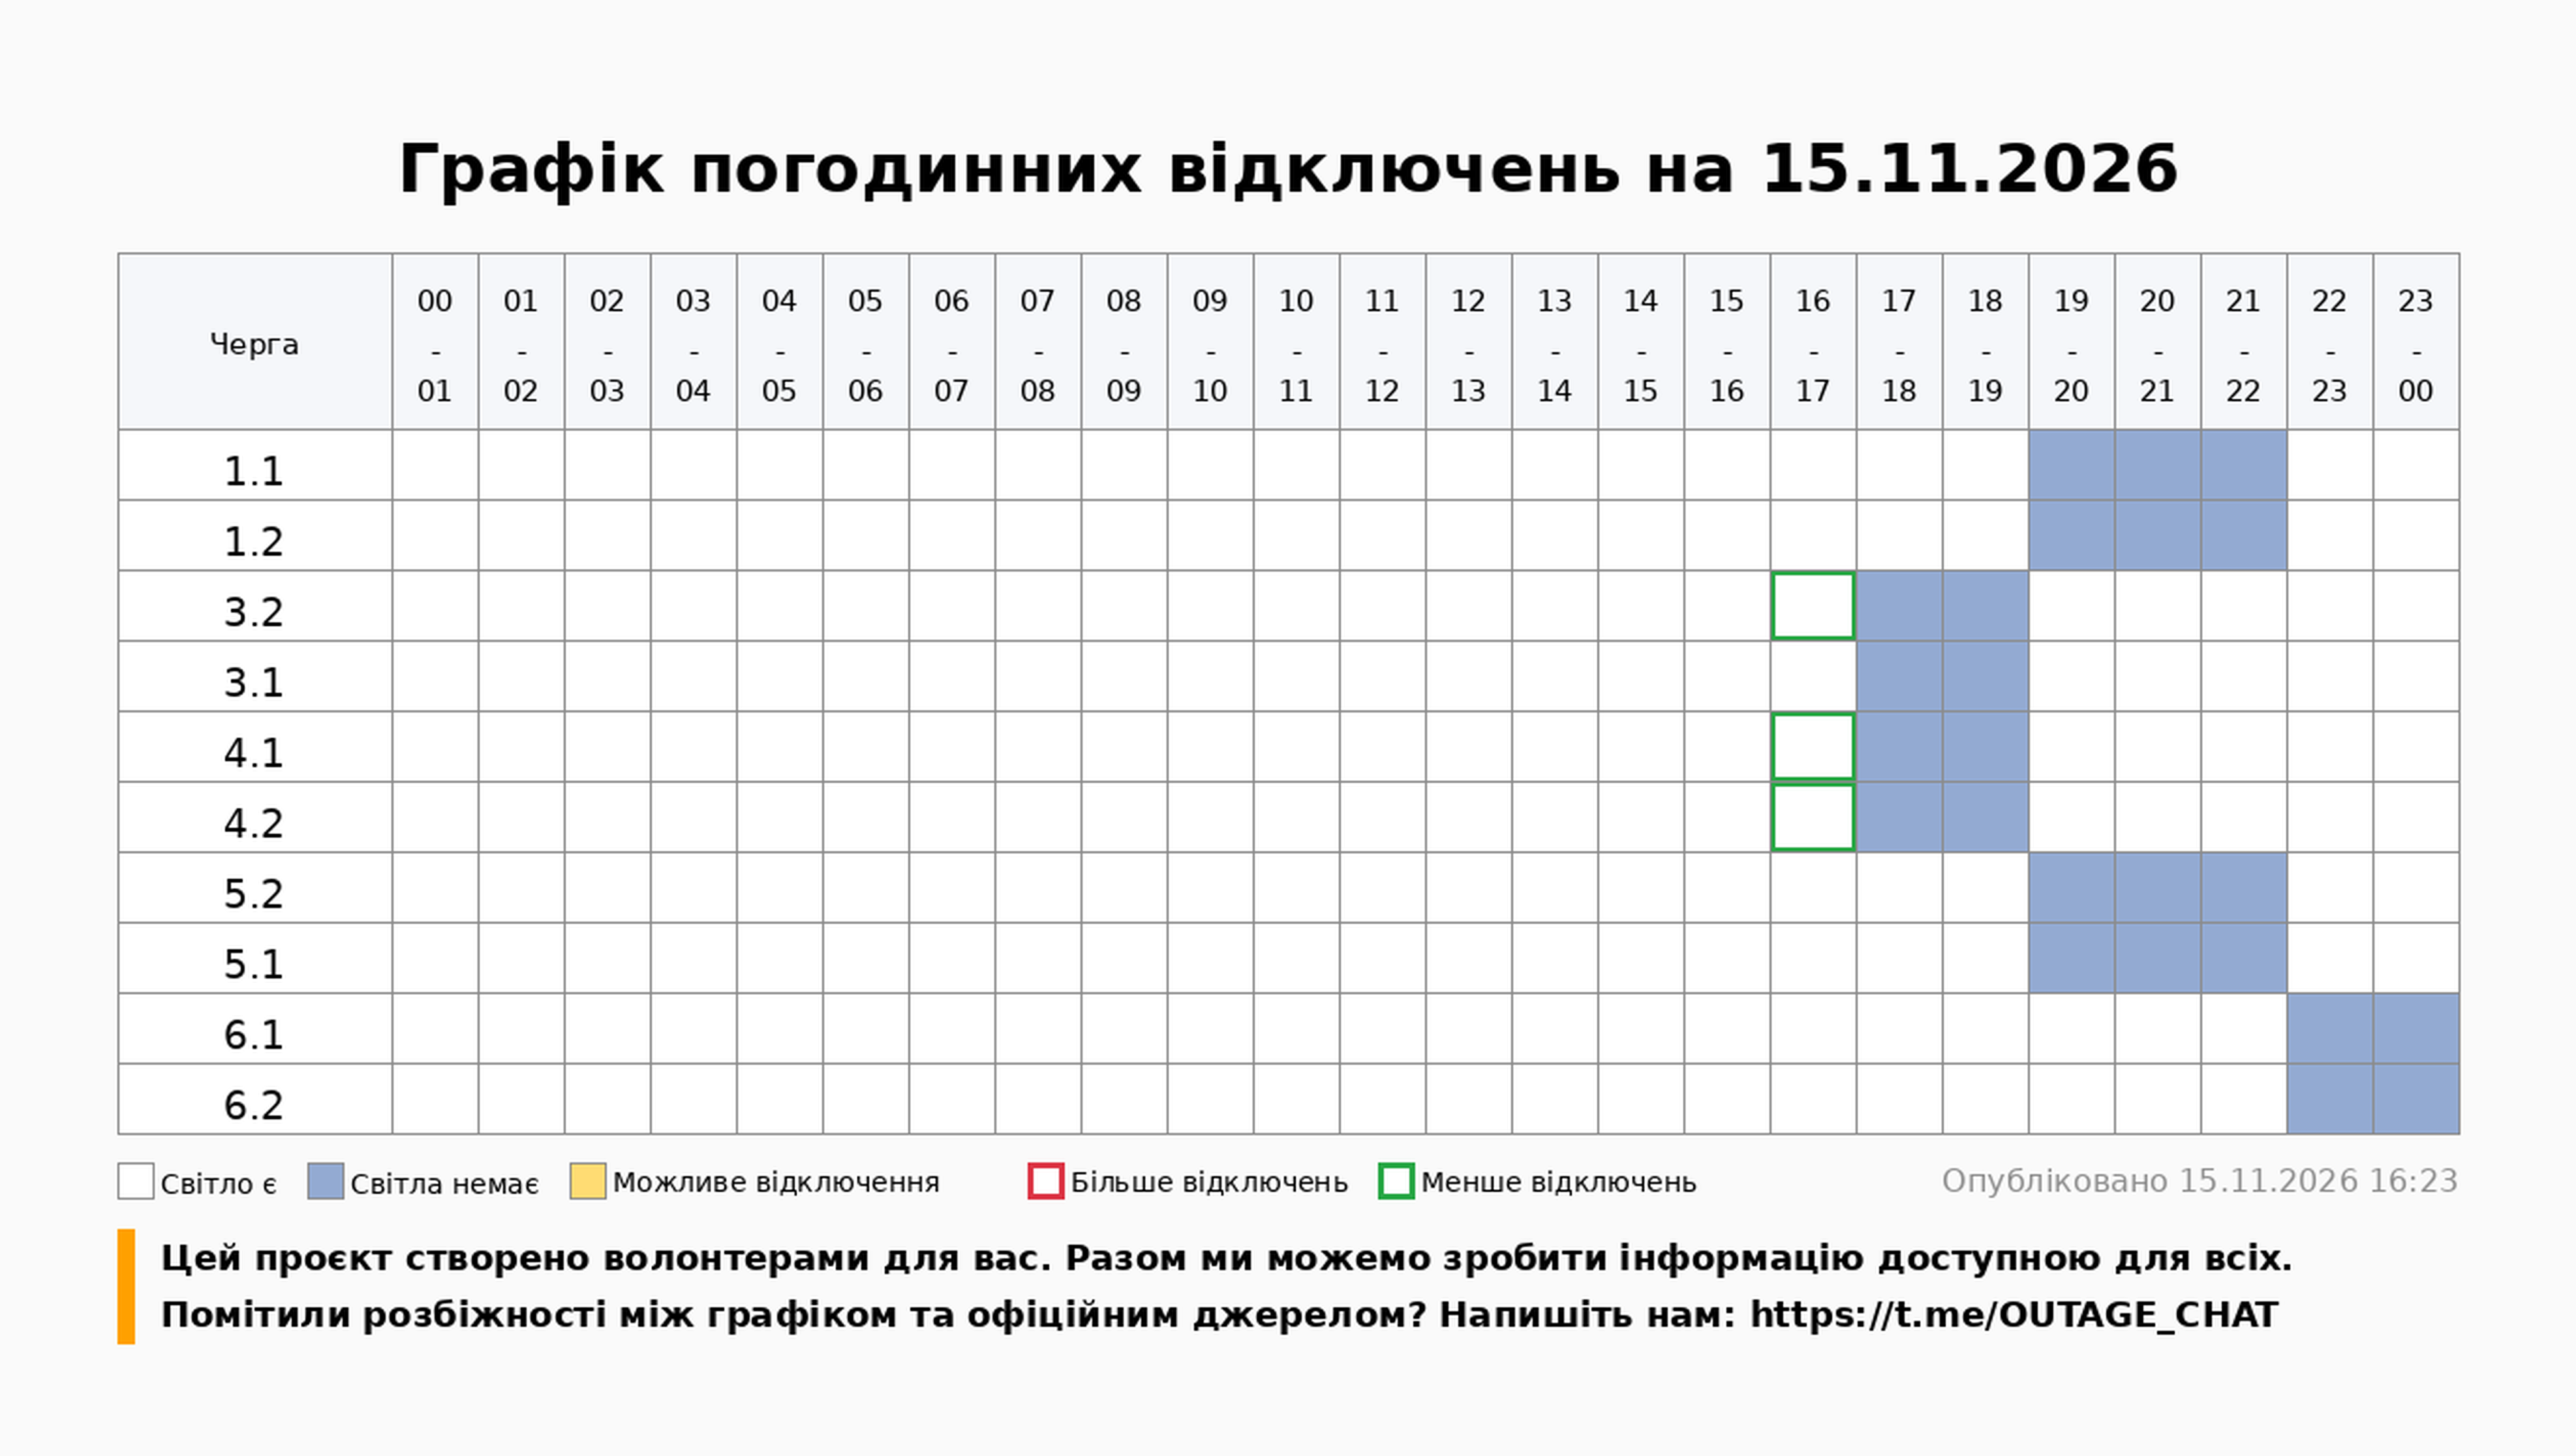 Графік погодинних відключень на 15.11.2026
Черга
00 - 01
01 - 02
02 - 03
03 - 04
04 - 05
05 - 06
06 - 07
07 - 08
08 - 09
09 - 10
10 - 11
11 - 12
12 - 13
13 - 14
14 - 15
15 - 16
16 - 17
17 - 18
18 - 19
19 - 20
20 - 21
21 - 22
22 - 23
23 - 00
1.1
1.2
3.2
3.1
4.1
4.2
5.2
5.1
6.1
6.2
Світло є
Світла немає
Можливе відключення
Більше відключень
Менше відключень
Опубліковано 15.11.2026 16:23
Цей проєкт створено волонтерами для вас. Разом ми можемо зробити інформацію доступною для всіх.
Помітили розбіжності між графіком та офіційним джерелом? Напишіть нам: https://t.me/OUTAGE_CHAT